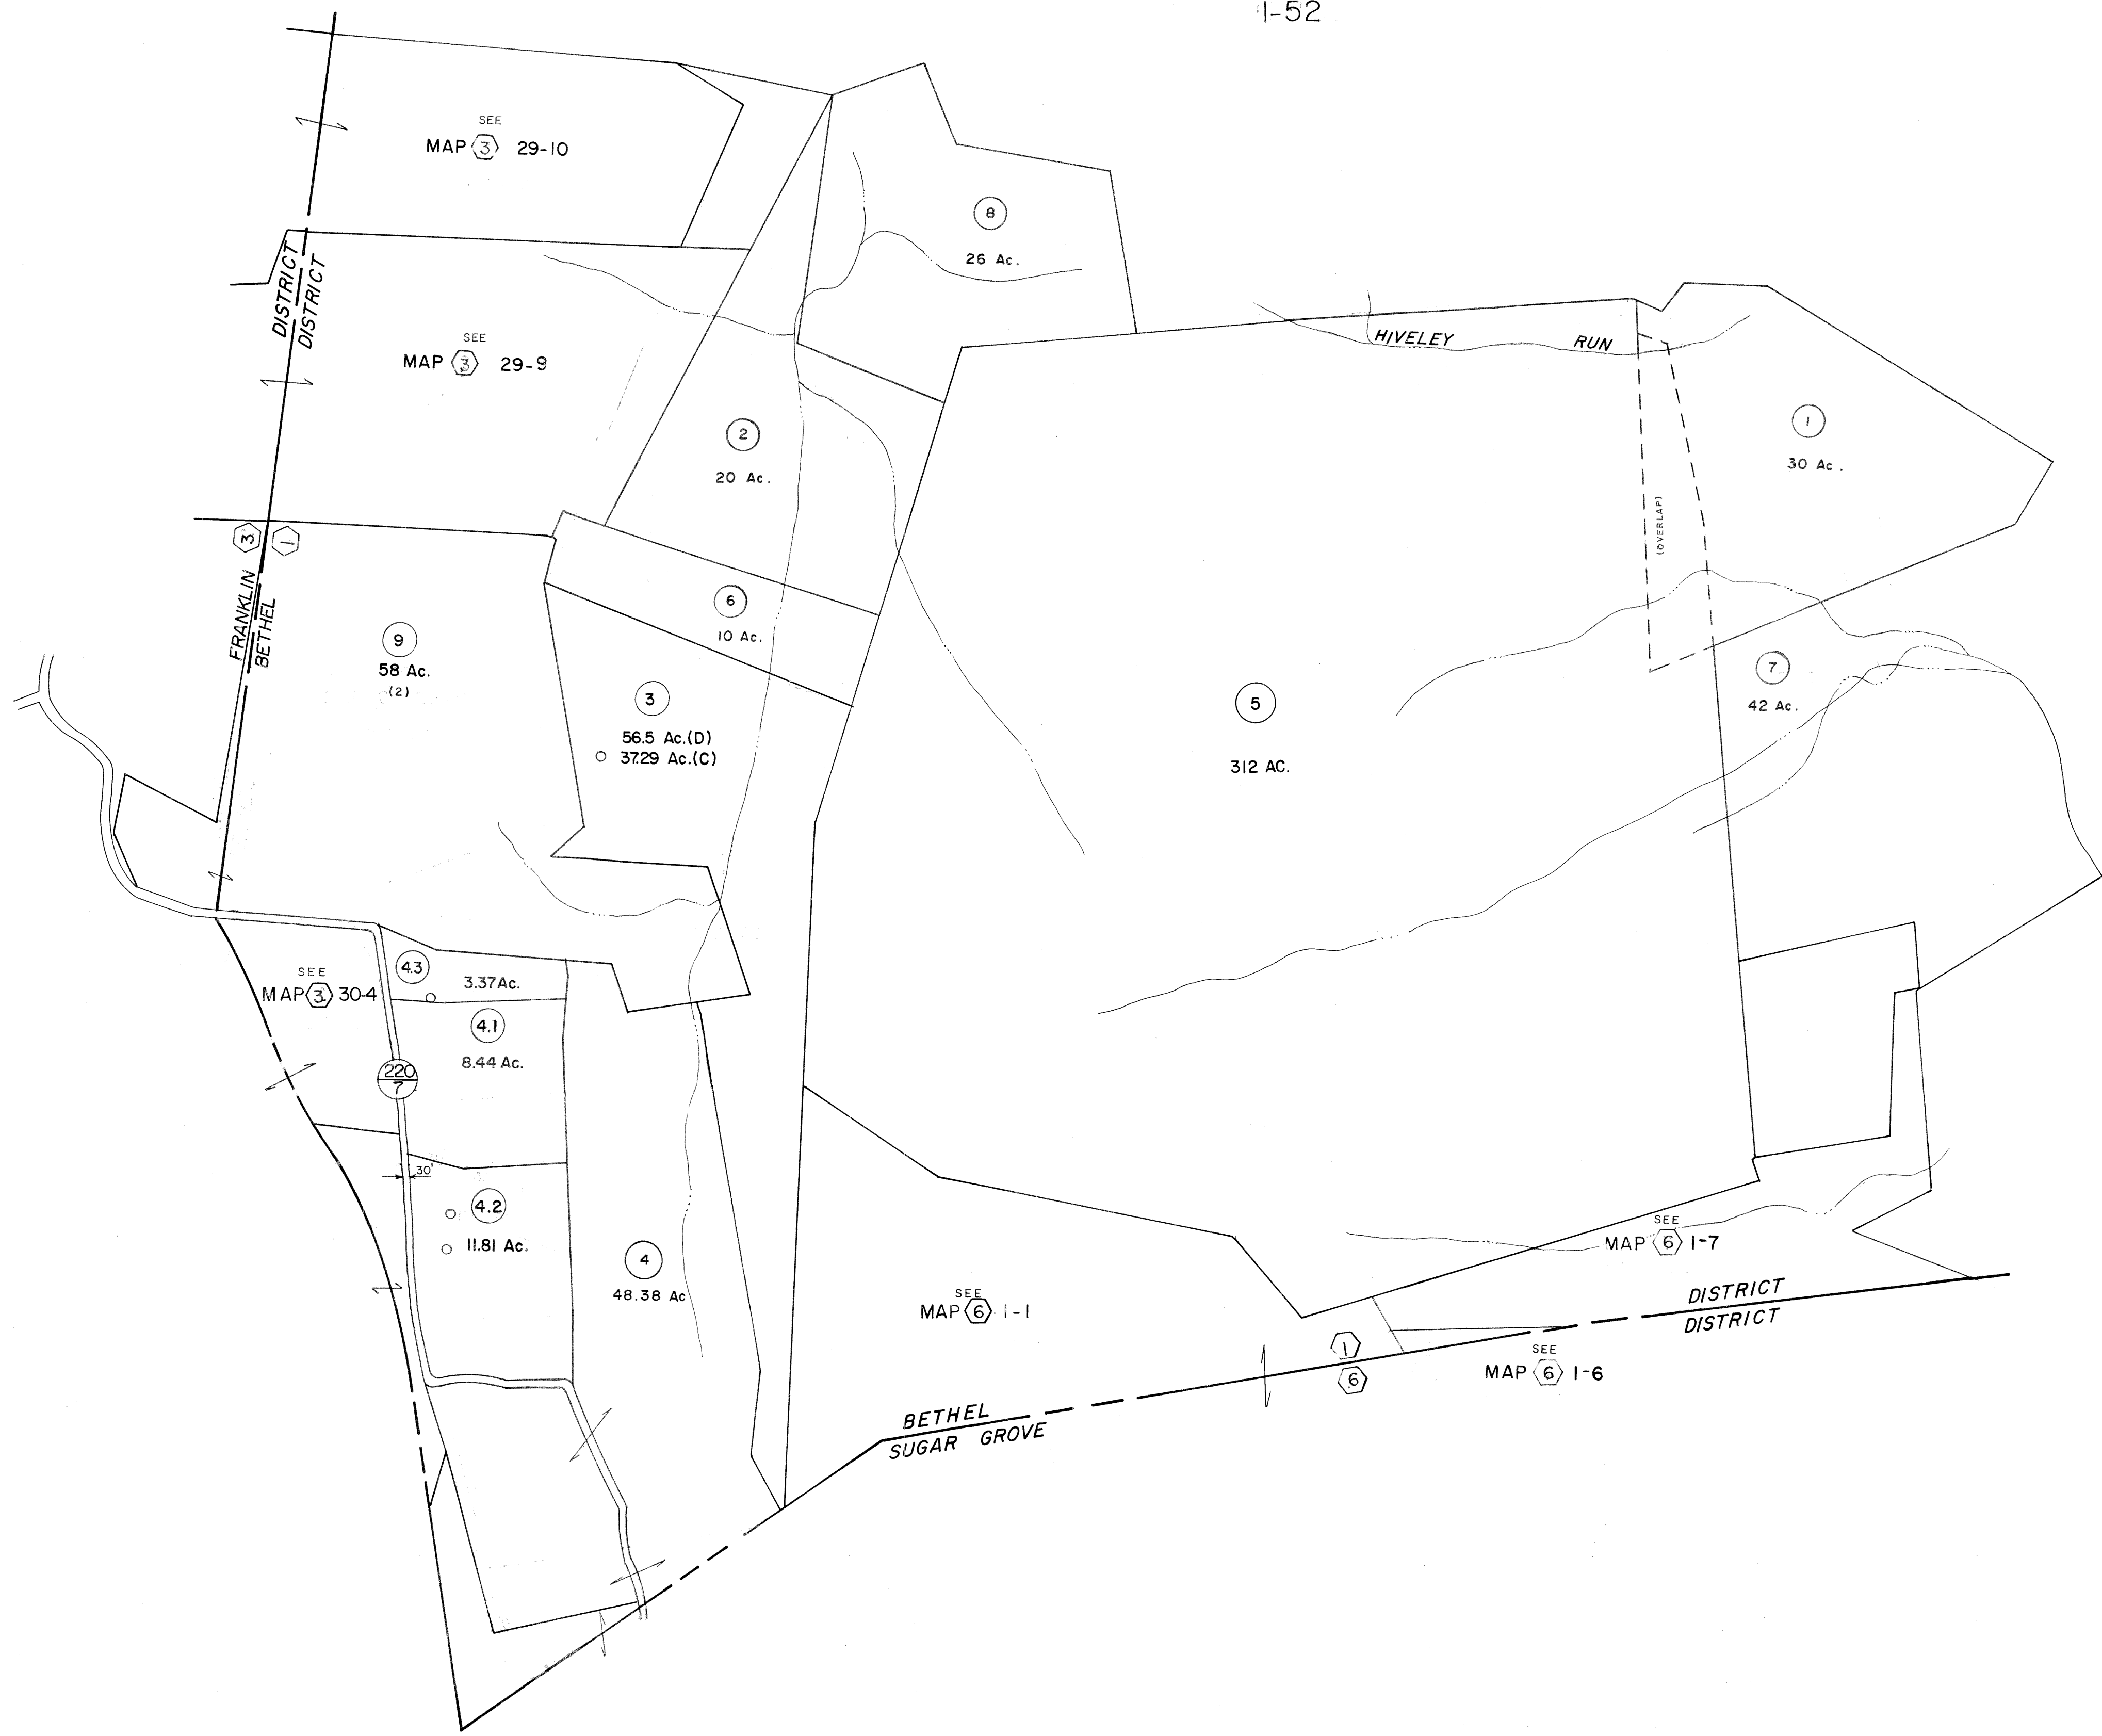 1-52
SEE
MAP 3 29-10
8
26 Ac.
DISTRICT
DISTRICT
SEE
MAP 3 29-9
HIVELEY RUN
2
20 Ac.
1
30 Ac.
(OVERLAP)
3
1
FRANKLIN
BETHEL
9
58 Ac.
(2)
6
10 Ac.
3
56.5 Ac.(D)
37.29 Ac.(C)
5
312 AC.
7
42 Ac.
SEE
MAP 3 30-4
4.3
3.37Ac.
4.1
8.44 Ac.
220
7
30'
4.2
11.81 Ac.
4
48.38 Ac
SEE
MAP 6 1-1
SEE
MAP 6 1-7
DISTRICT
DISTRICT
1
6
SEE
MAP 6 1-6
BETHEL
SUGAR GROVE